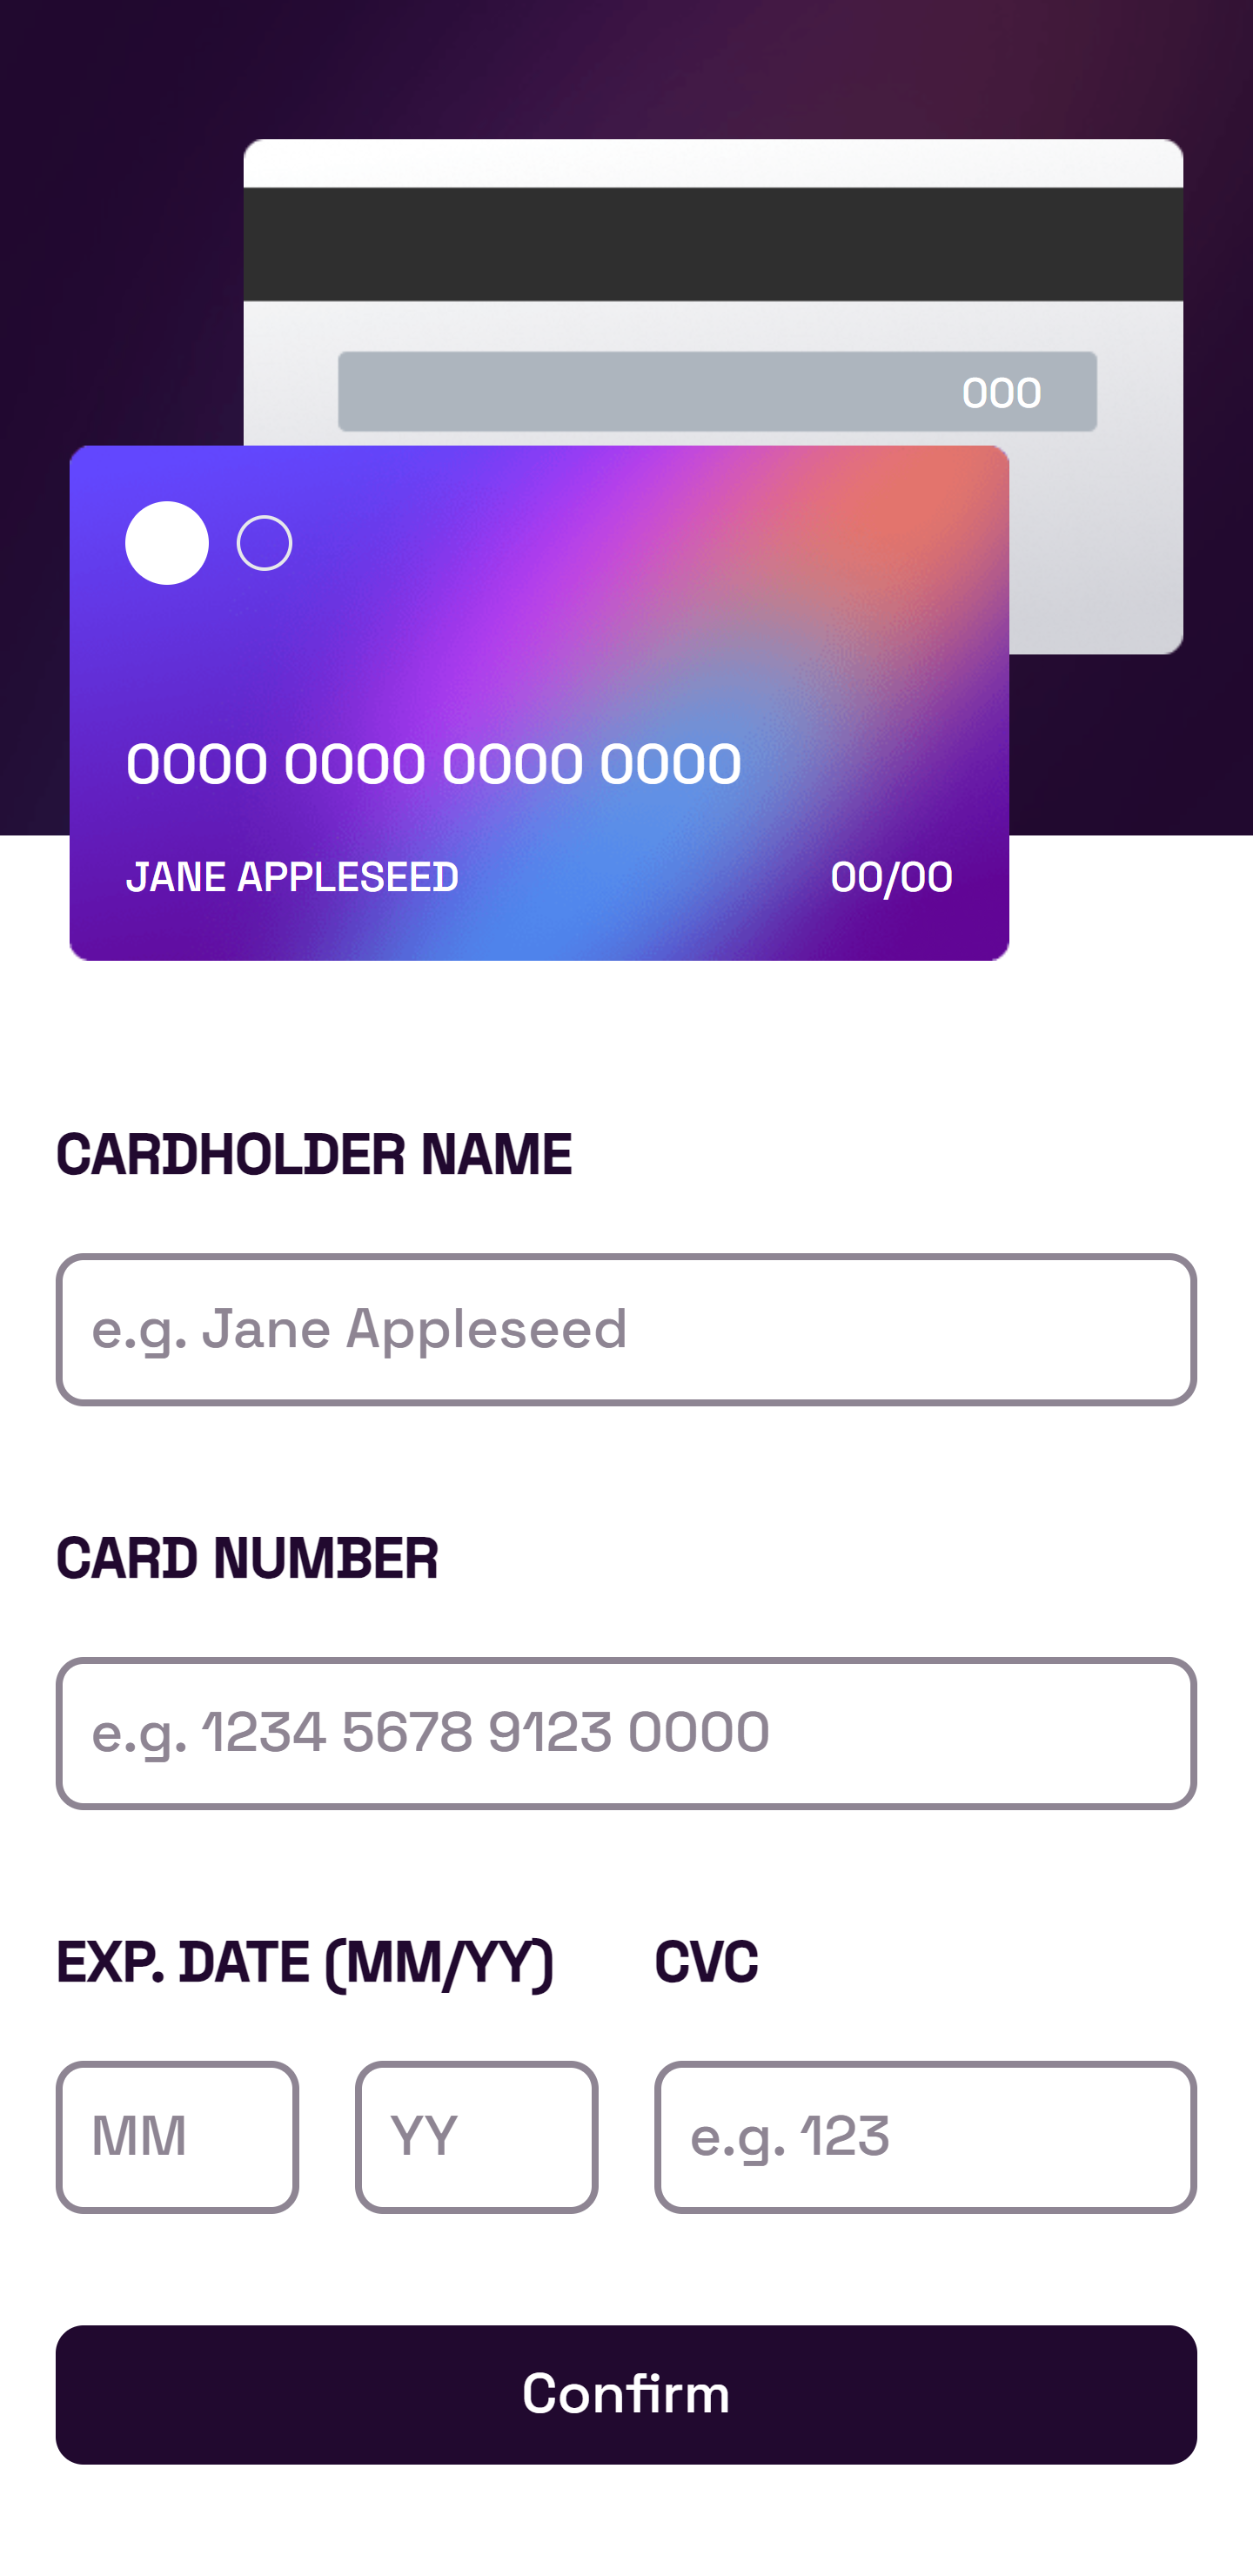 000
0000 0000 0000 0000
JANE APPLESEED 00/00
CARDHOLDER NAME
e.g. Jane Appleseed
CARD NUMBER
e.g. 1234 5678 9123 0000
EXP. DATE (MM/YY) CVC
MM YY e.g. 123
Confirm